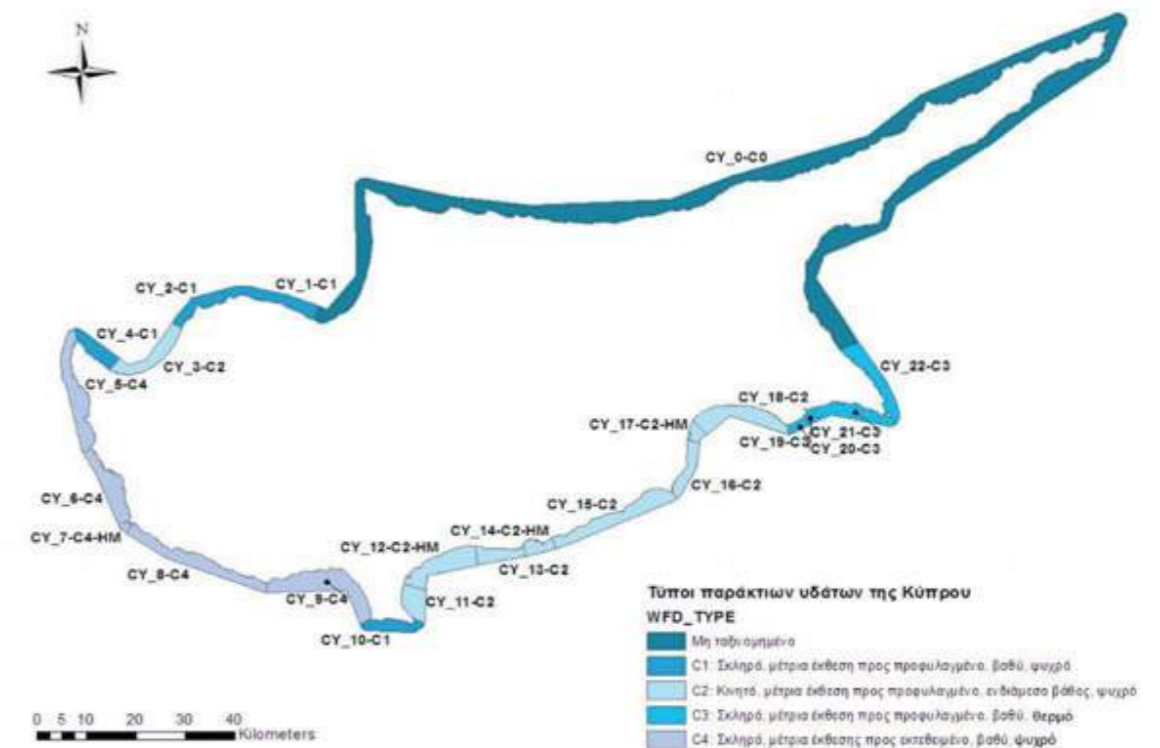 N
CY_0-C0
CY_2-C1
CY_1-C1
CY_4-C1
CY_3-C2
CY_5-C4
CY_22-C3
CY_18-C2
CY_17-C2-HM
CY_21-C3
CY_19-C3
CY_20-C3
CY_16-C2
CY_6-C4
CY_15-C2
CY_14-C2-HM
CY_7-C4-HM
CY_12-C2-HM
CY_13-C2
CY_8-C4
CY_9-C4
CY_11-C2
CY_10-C1
Τύποι παράκτιων υδάτων της Κύπρου
WFD_TYPE
Μη ταξινομημένο
C1: Σκληρό, μέτρια έκθεση προς προφυλαγμένο, βαθύ, ψυχρό
C2: Κινητό, μέτρια έκθεση προς προφυλαγμένο, ενδιάμεσο βάθος, ψυχρό
C3: Σκληρό, μέτρια έκθεση προς προφυλαγμένο, βαθύ, θερμό
C4: Σκληρό, μέτρια έκθεσης προς εκτεθειμένο, βαθύ, ψυχρό
0 5 10 20 30 40
Kilometers